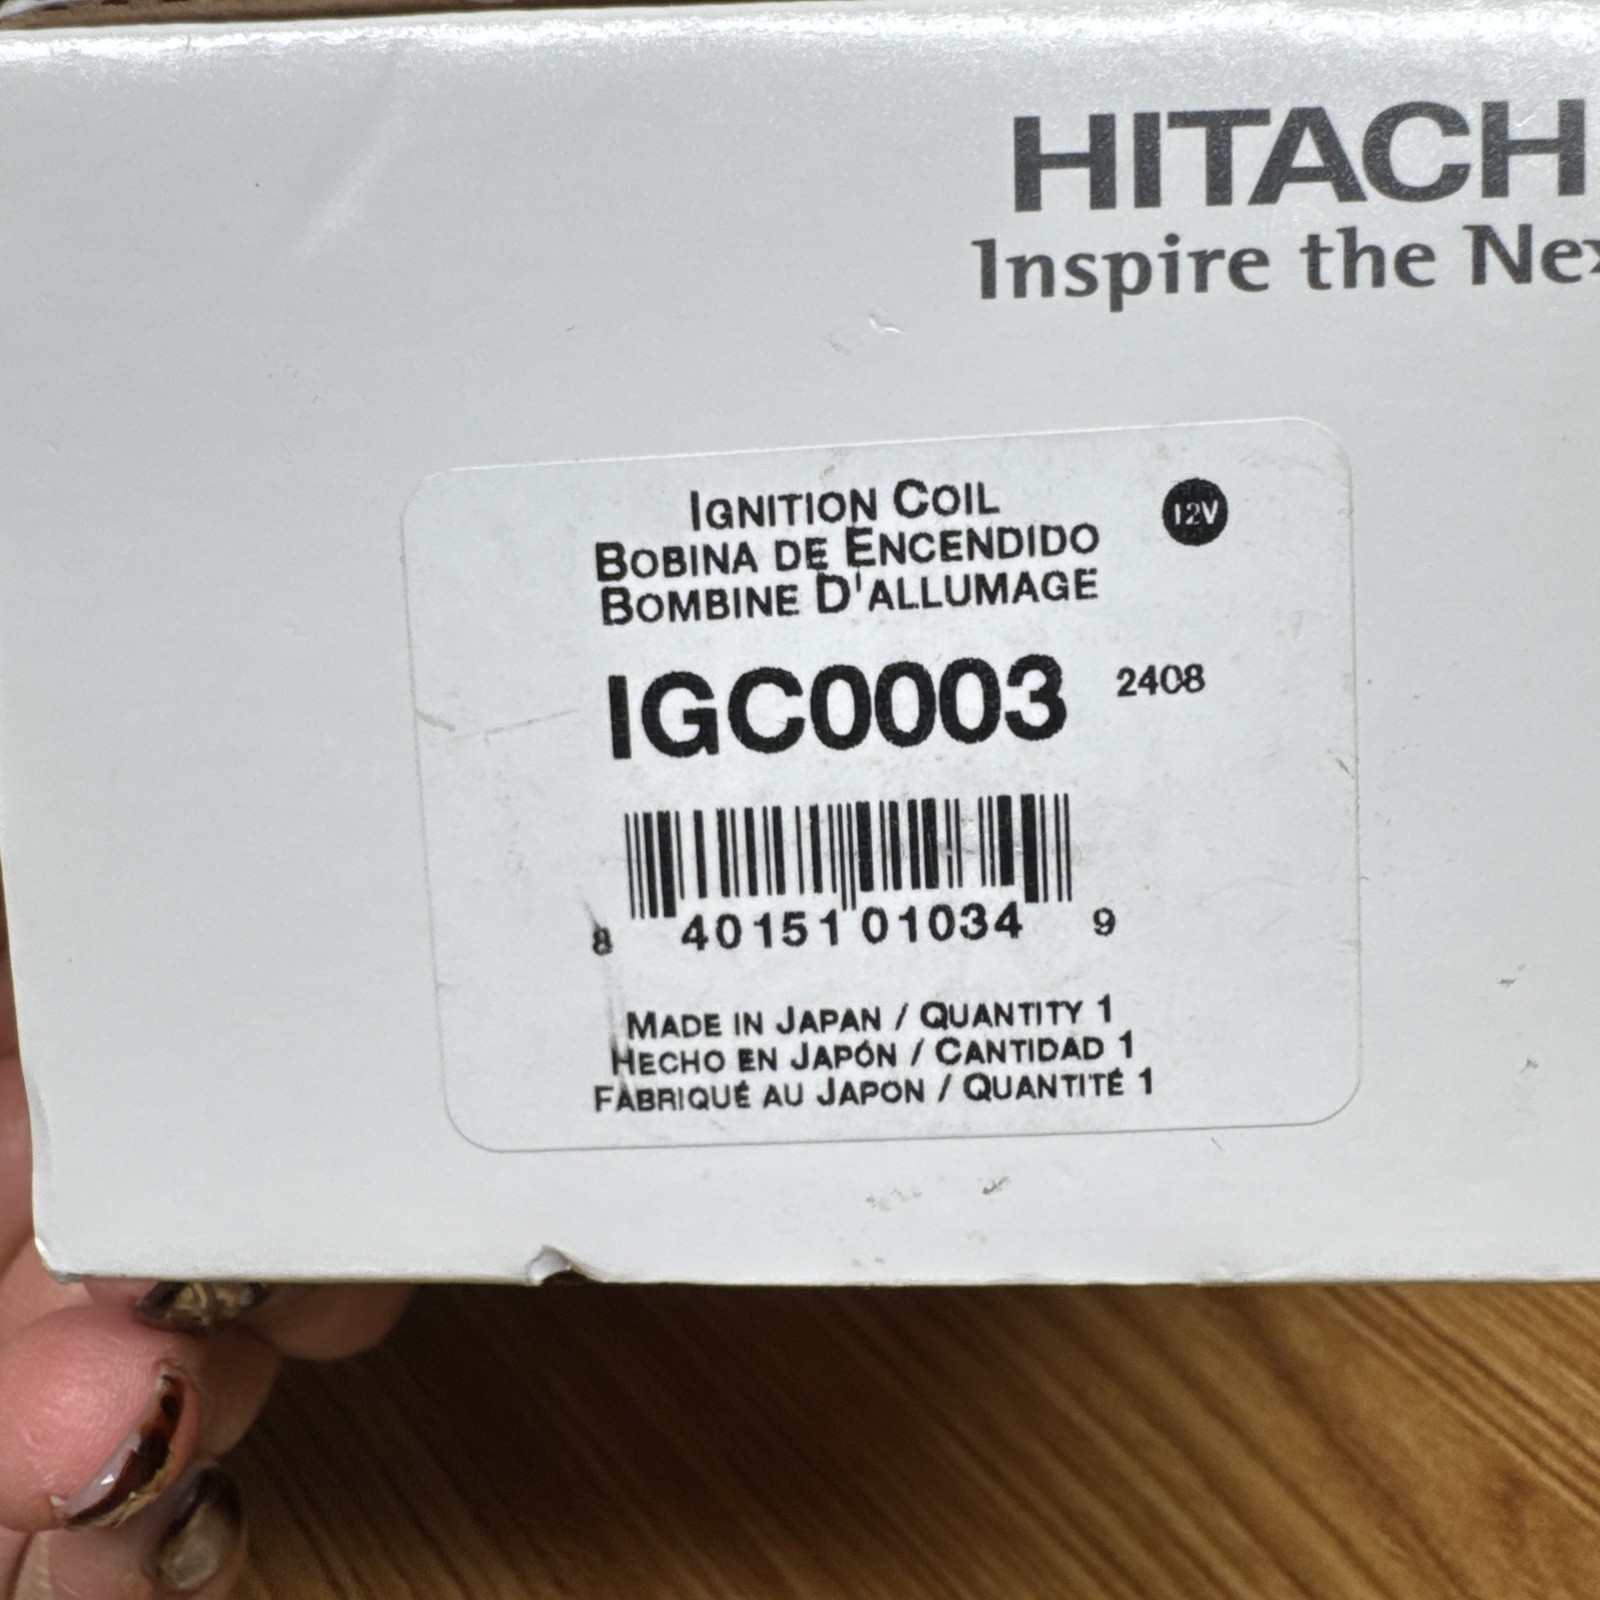 HITACH
Inspire the Nex
IGNITION COIL
12V
BOBINA DE ENCENDIDO
BOMBINE D'ALLUMAGE
IGC0003 2408
8 40151 01034 9
MADE IN JAPAN / QUANTITY 1
HECHO EN JAPÓN / CANTIDAD 1
FABRIQUÉ AU JAPON / QUANTITÉ 1